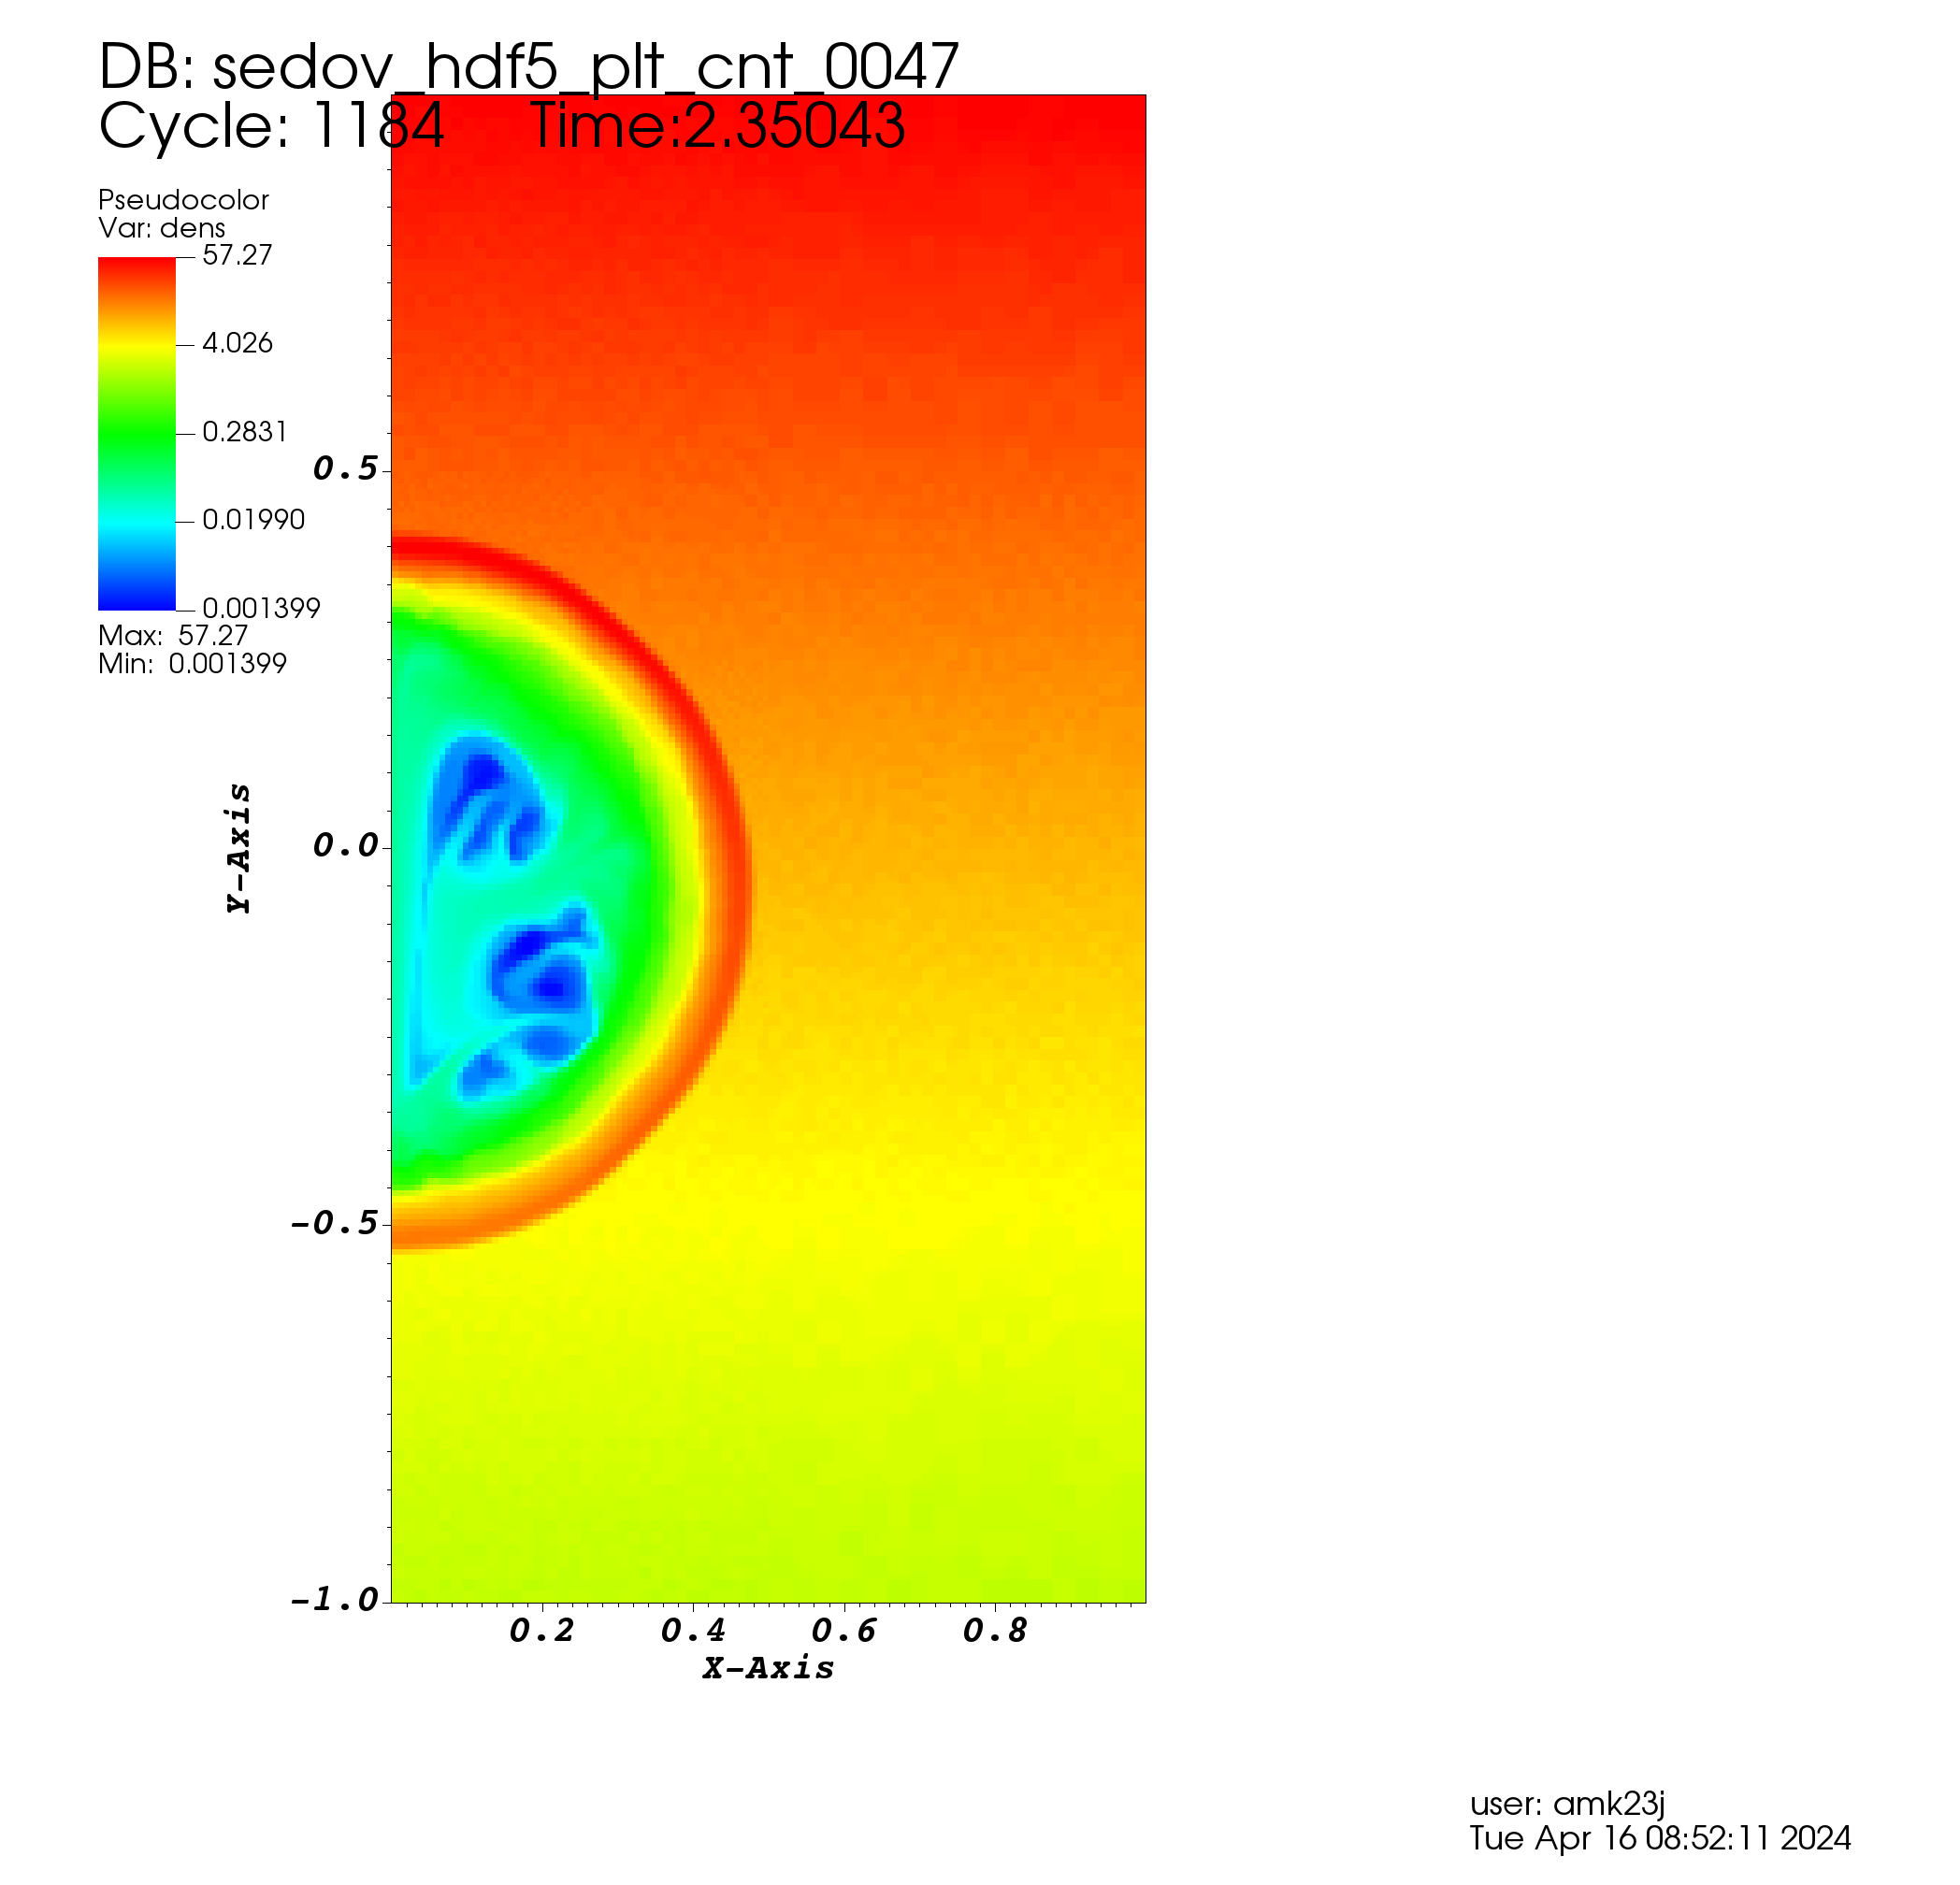 DB: sedov_hdf5_plt_cnt_0047
Cycle: 1184 Time:2.35043
Pseudocolor
Var: dens
57.27
4.026
0.2831
0.01990
0.001399
Max: 57.27
Min: 0.001399
0.5
0.0
-0.5
-1.0
Y-Axis
0.2 0.4 0.6 0.8
X-Axis
user: amk23j
Tue Apr 16 08:52:11 2024